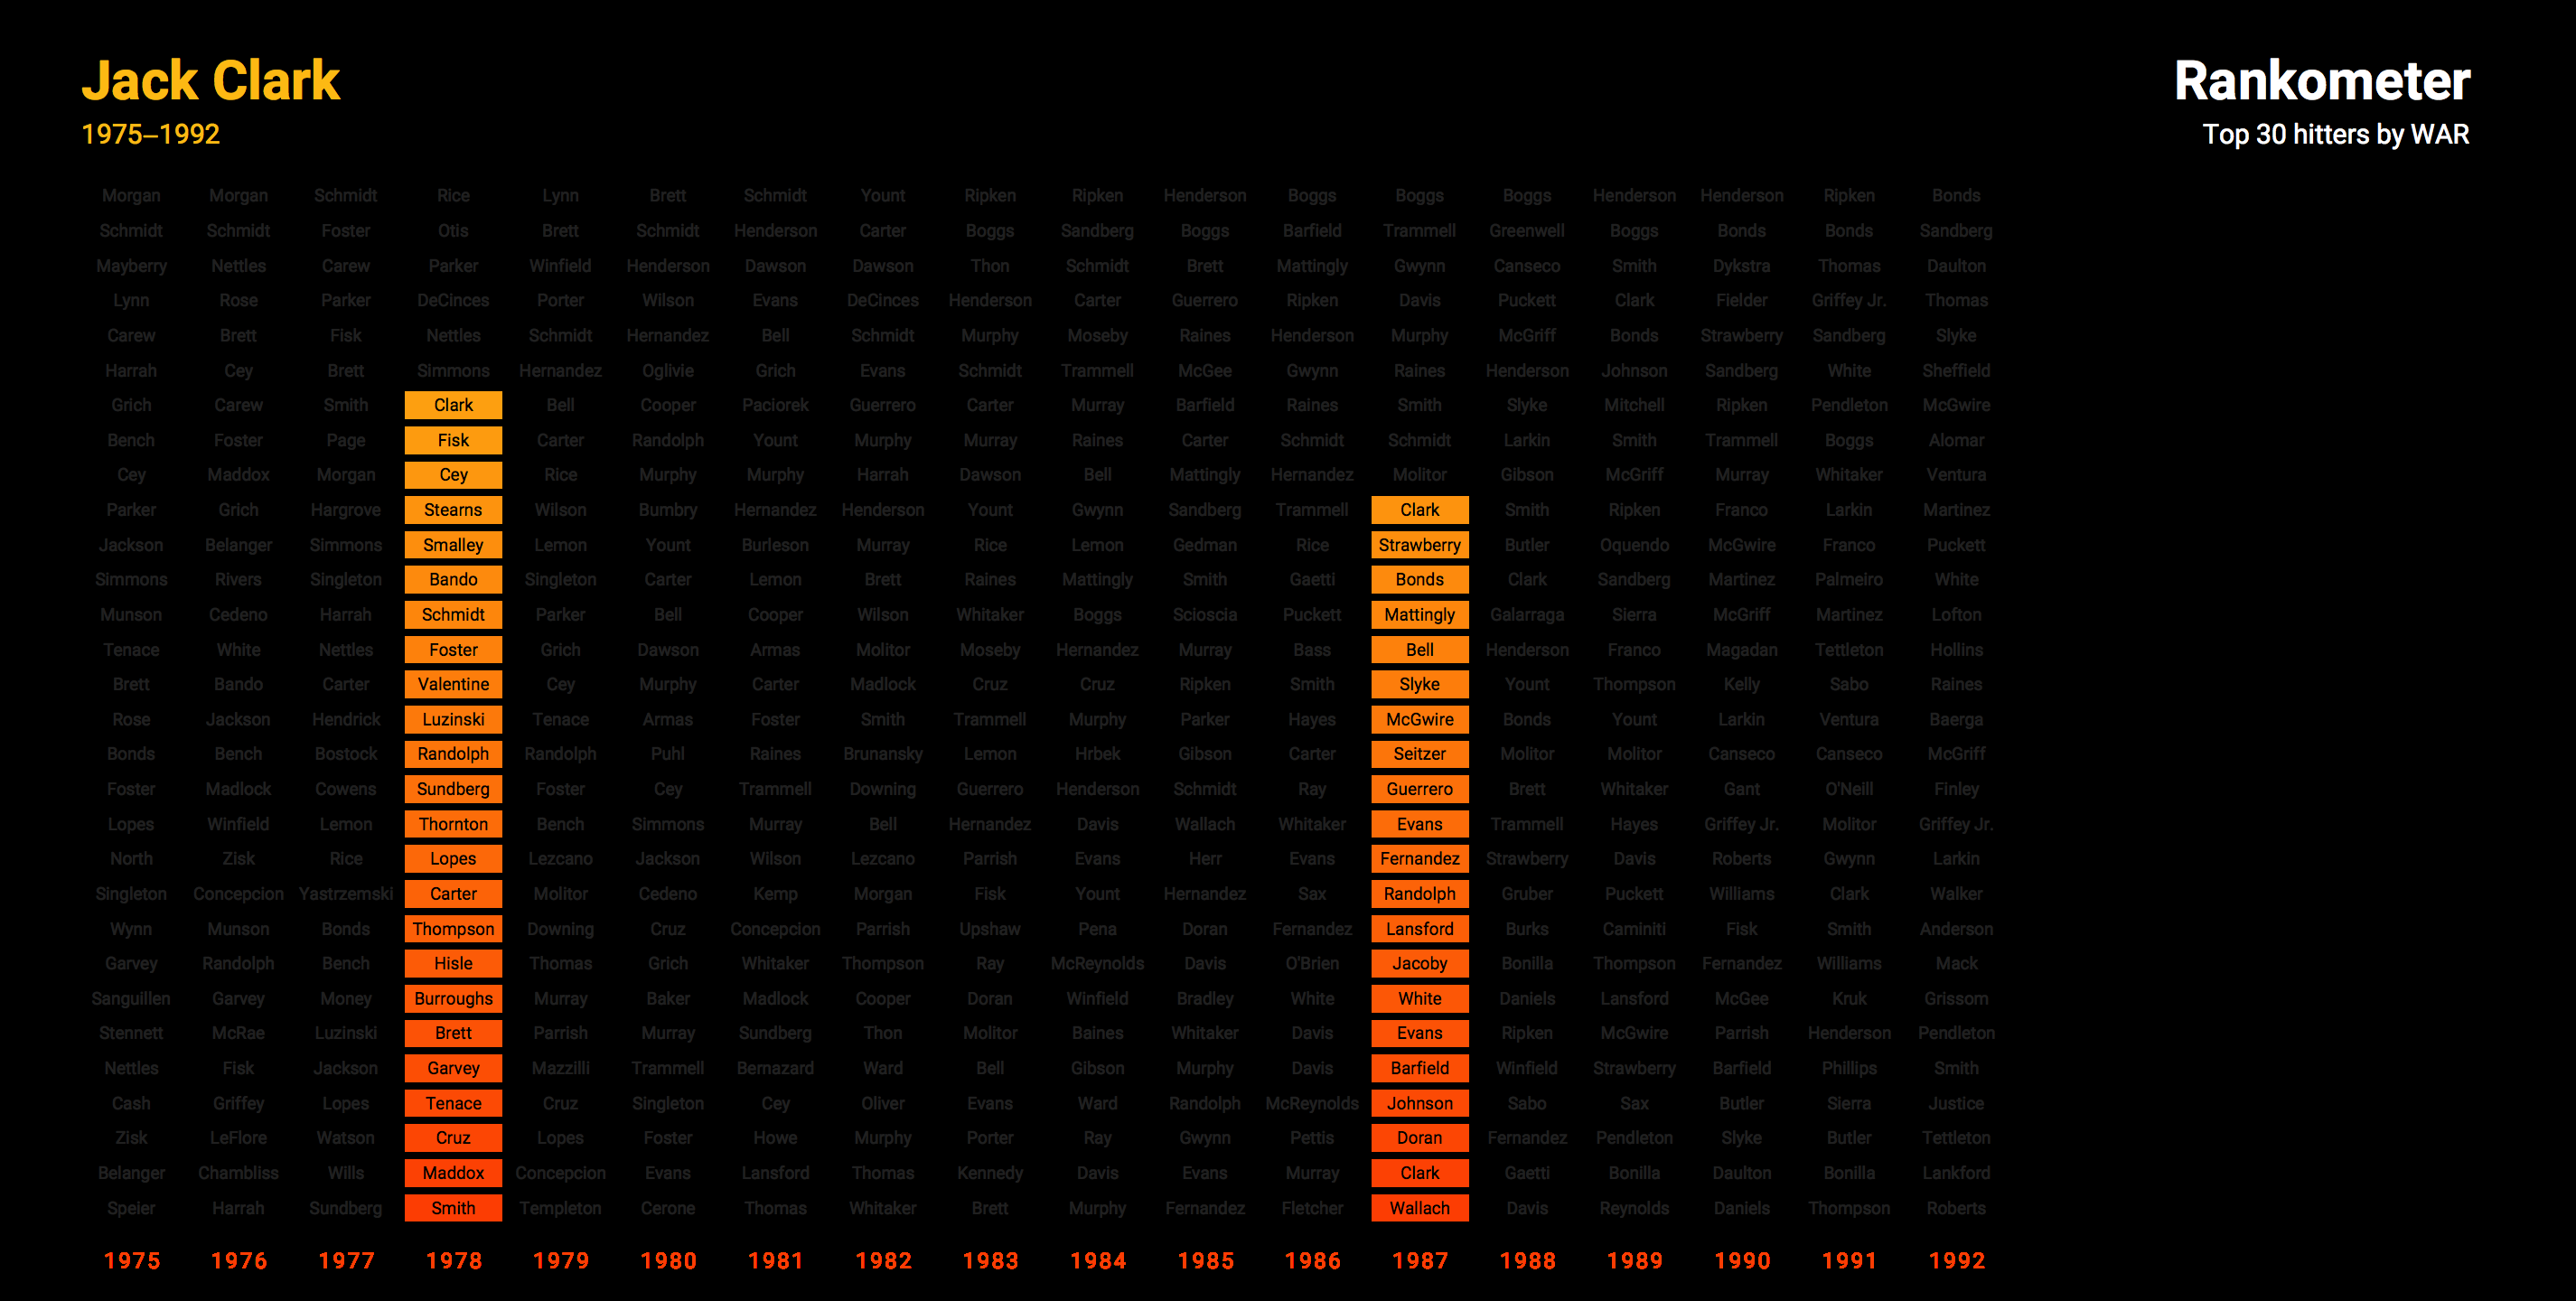 Jack Clark
1975–1992
Rankometer
Top 30 hitters by WAR
Morgan Morgan Schmidt Rice Lynn Brett Schmidt Yount Ripken Ripken Henderson Boggs Boggs Boggs Henderson Henderson Ripken Bonds
Schmidt Schmidt Foster Otis Brett Schmidt Henderson Carter Boggs Sandberg Boggs Barfield Trammell Greenwell Boggs Bonds Bonds Sandberg
Mayberry Nettles Carew Parker Winfield Henderson Dawson Dawson Thon Schmidt Brett Mattingly Gwynn Canseco Smith Dykstra Thomas Daulton
Lynn Rose Parker DeCinces Porter Wilson Evans DeCinces Henderson Carter Guerrero Ripken Davis Puckett Clark Fielder Griffey Jr. Thomas
Carew Brett Fisk Nettles Schmidt Hernandez Bell Schmidt Murphy Moseby Raines Henderson Murphy McGriff Bonds Strawberry Sandberg Slyke
Harrah Cey Brett Simmons Hernandez Oglivie Grich Evans Schmidt Trammell McGee Gwynn Raines Henderson Johnson Sandberg White Sheffield
Grich Carew Smith Clark Bell Cooper Paciorek Guerrero Carter Murray Barfield Raines Smith Slyke Mitchell Ripken Pendleton McGwire
Bench Foster Page Fisk Carter Randolph Yount Murphy Murray Raines Carter Schmidt Schmidt Larkin Smith Trammell Boggs Alomar
Cey Maddox Morgan Cey Rice Murphy Murphy Harrah Dawson Bell Mattingly Hernandez Molitor Gibson McGriff Murray Whitaker Ventura
Parker Grich Hargrove Stearns Wilson Bumbry Hernandez Henderson Yount Gwynn Sandberg Trammell Clark Smith Ripken Franco Larkin Martinez
Jackson Belanger Simmons Smalley Lemon Yount Burleson Murray Rice Lemon Gedman Rice Strawberry Butler Oquendo McGwire Franco Puckett
Simmons Rivers Singleton Bando Singleton Carter Lemon Brett Raines Mattingly Smith Gaetti Bonds Clark Sandberg Martinez Palmeiro White
Munson Cedeno Harrah Schmidt Parker Bell Cooper Wilson Whitaker Boggs Scioscia Puckett Mattingly Galarraga Sierra McGriff Martinez Lofton
Tenace White Nettles Foster Grich Dawson Armas Molitor Moseby Hernandez Murray Bass Bell Henderson Franco Magadan Tettleton Hollins
Brett Bando Carter Valentine Cey Murphy Carter Madlock Cruz Cruz Ripken Smith Slyke Yount Thompson Kelly Sabo Raines
Rose Jackson Hendrick Luzinski Tenace Armas Foster Smith Trammell Murphy Parker Hayes McGwire Bonds Yount Larkin Ventura Baerga
Bonds Bench Bostock Randolph Randolph Puhl Raines Brunansky Lemon Hrbek Gibson Carter Seitzer Molitor Molitor Canseco Canseco McGriff
Foster Madlock Cowens Sundberg Foster Cey Trammell Downing Guerrero Henderson Schmidt Ray Guerrero Brett Whitaker Gant O'Neill Finley
Lopes Winfield Lemon Thornton Bench Simmons Murray Bell Hernandez Davis Wallach Whitaker Evans Trammell Hayes Griffey Jr. Molitor Griffey Jr.
North Zisk Rice Lopes Lezcano Jackson Wilson Lezcano Parrish Evans Herr Evans Fernandez Strawberry Davis Roberts Gwynn Larkin
Singleton Concepcion Yastrzemski Carter Molitor Cedeno Kemp Morgan Fisk Yount Hernandez Sax Randolph Gruber Puckett Williams Clark Walker
Wynn Munson Bonds Thompson Downing Cruz Concepcion Parrish Upshaw Pena Doran Fernandez Lansford Burks Caminiti Fisk Smith Anderson
Garvey Randolph Bench Hisle Thomas Grich Whitaker Thompson Ray McReynolds Davis O'Brien Jacoby Bonilla Thompson Fernandez Williams Mack
Sanguillen Garvey Money Burroughs Murray Baker Madlock Cooper Doran Winfield Bradley White White Daniels Lansford McGee Kruk Grissom
Stennett McRae Luzinski Brett Parrish Murray Sundberg Thon Molitor Baines Whitaker Davis Evans Ripken McGwire Parrish Henderson Pendleton
Nettles Fisk Jackson Garvey Mazzilli Trammell Bernazard Ward Bell Gibson Murphy Davis Barfield Winfield Strawberry Barfield Phillips Smith
Cash Griffey Lopes Tenace Cruz Singleton Cey Oliver Evans Ward Randolph McReynolds Johnson Sabo Sax Butler Sierra Justice
Zisk LeFlore Watson Cruz Lopes Foster Howe Murphy Porter Ray Gwynn Pettis Doran Fernandez Pendleton Slyke Butler Tettleton
Belanger Chambliss Wills Maddox Concepcion Evans Lansford Thomas Kennedy Davis Evans Murray Clark Gaetti Bonilla Daulton Bonilla Lankford
Speier Harrah Sundberg Smith Templeton Cerone Thomas Whitaker Brett Murphy Fernandez Fletcher Wallach Davis Reynolds Daniels Thompson Roberts
1975 1976 1977 1978 1979 1980 1981 1982 1983 1984 1985 1986 1987 1988 1989 1990 1991 1992